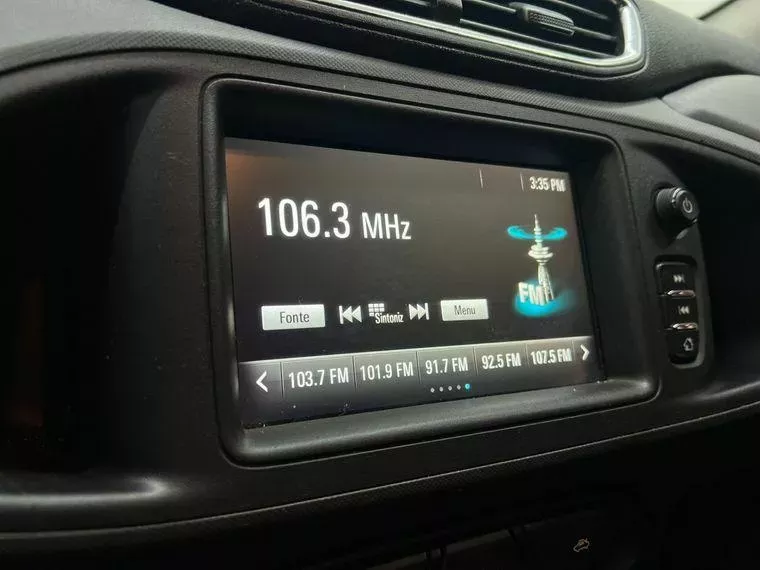 3:35 PM
106.3 MHz
FM
Fonte Sintoniz Menu
103.7 FM 101.9 FM 91.7 FM 92.5 FM 107.5 FM